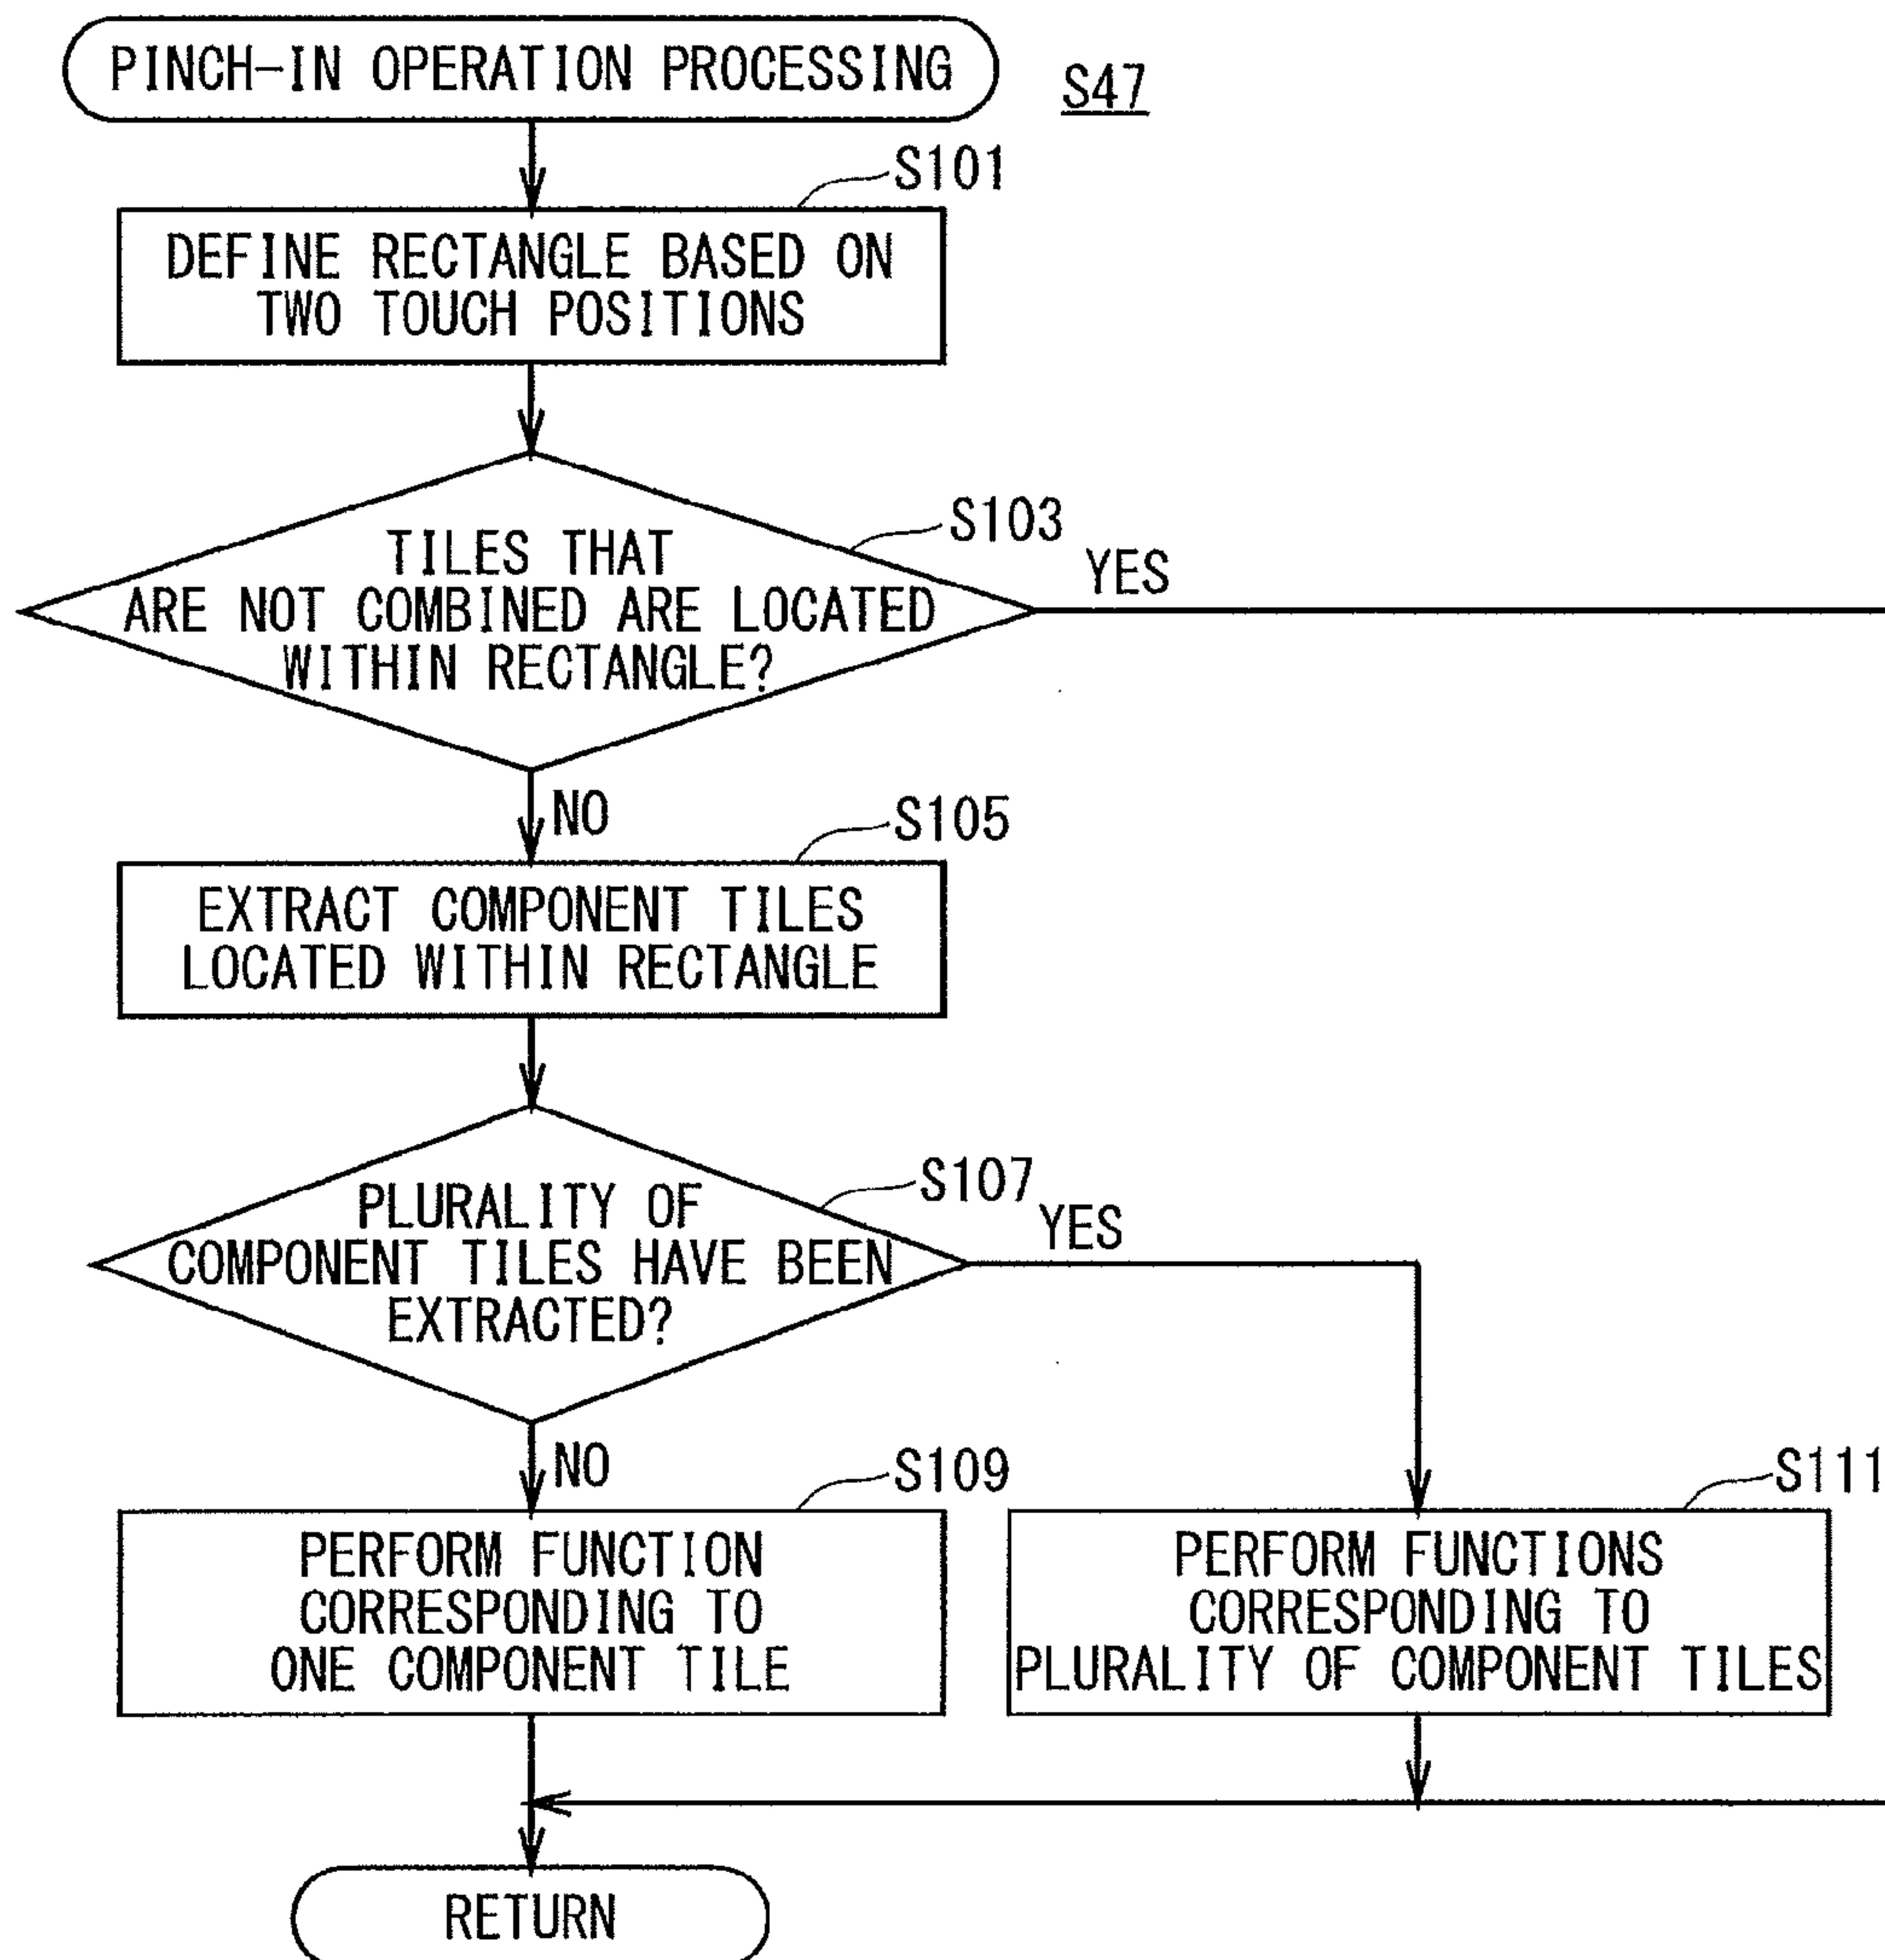 PINCH-IN OPERATION PROCESSING
S47
S101
DEFINE RECTANGLE BASED ON
TWO TOUCH POSITIONS
S103
TILES THAT
ARE NOT COMBINED ARE LOCATED
WITHIN RECTANGLE?
YES
NO
S105
EXTRACT COMPONENT TILES
LOCATED WITHIN RECTANGLE
S107
PLURALITY OF
COMPONENT TILES HAVE BEEN
EXTRACTED?
YES
NO
S109
PERFORM FUNCTION
CORRESPONDING TO
ONE COMPONENT TILE
S111
PERFORM FUNCTIONS
CORRESPONDING TO
PLURALITY OF COMPONENT TILES
RETURN